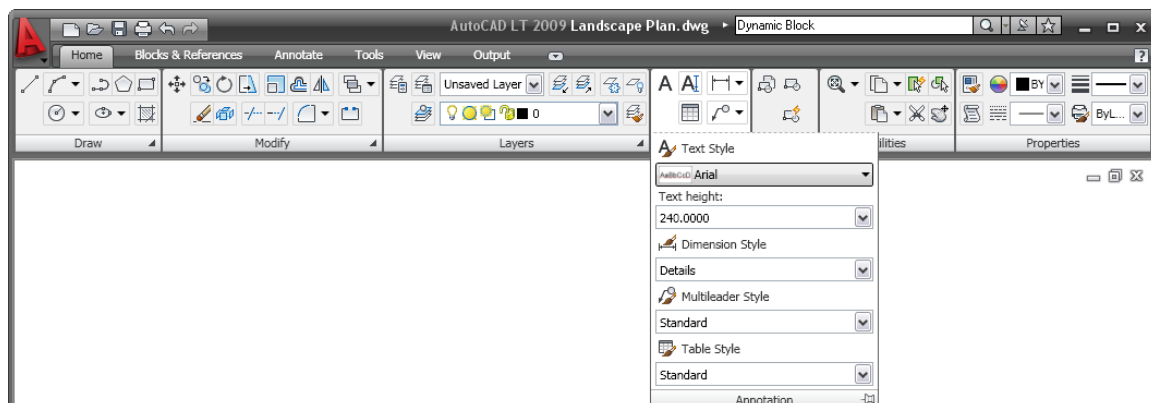 AutoCAD LT 2009 Landscape Plan.dwg
Dynamic Block
Home Blocks & References Annotate Tools View Output
Unsaved Layer
A A
BY
0
ByL...
Draw Modify Layers ilities Properties
Text Style
AaBbCcD Arial
Text height:
240.0000
Dimension Style
Details
Multileader Style
Standard
Table Style
Standard
Annotation